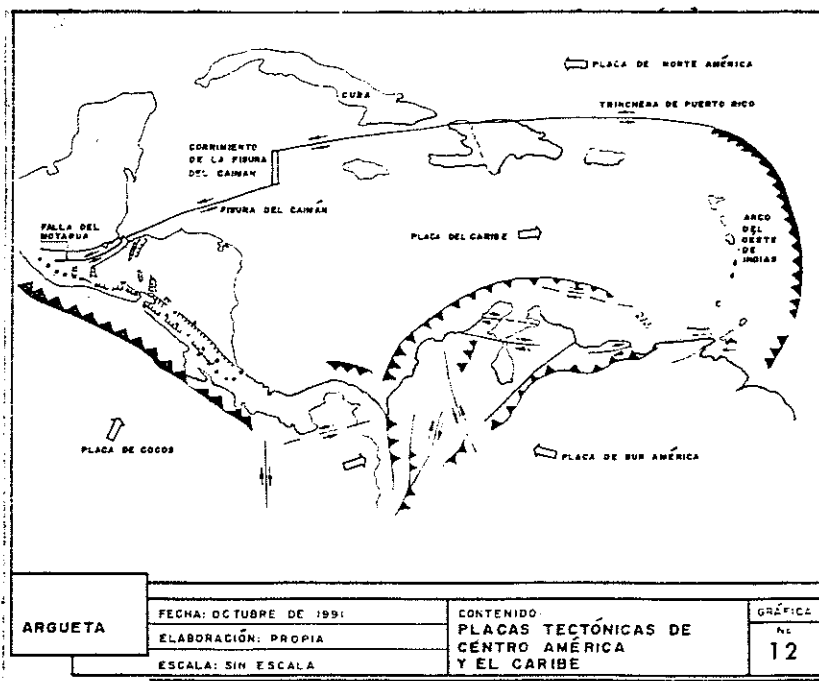 PLACA DE NORTE AMÉRICA
CUBA
TRINCHERA DE PUERTO RICO
CORRIMIENTO
DE LA FISURA
DEL CAIMÁN
FISURA DEL CAIMÁN
FALLA DEL
MOTAGUA
PLACA DEL CARIBE
ARCO
DEL
OESTE
DE
INDIAS
PLACA DE COCOS
PLACA DE SUR AMÉRICA
ARGUETA
FECHA: OCTUBRE DE 1991
ELABORACIÓN: PROPIA
ESCALA: SIN ESCALA
CONTENIDO:
PLACAS TECTÓNICAS DE
CENTRO AMÉRICA
Y EL CARIBE
GRÁFICA
No.
12